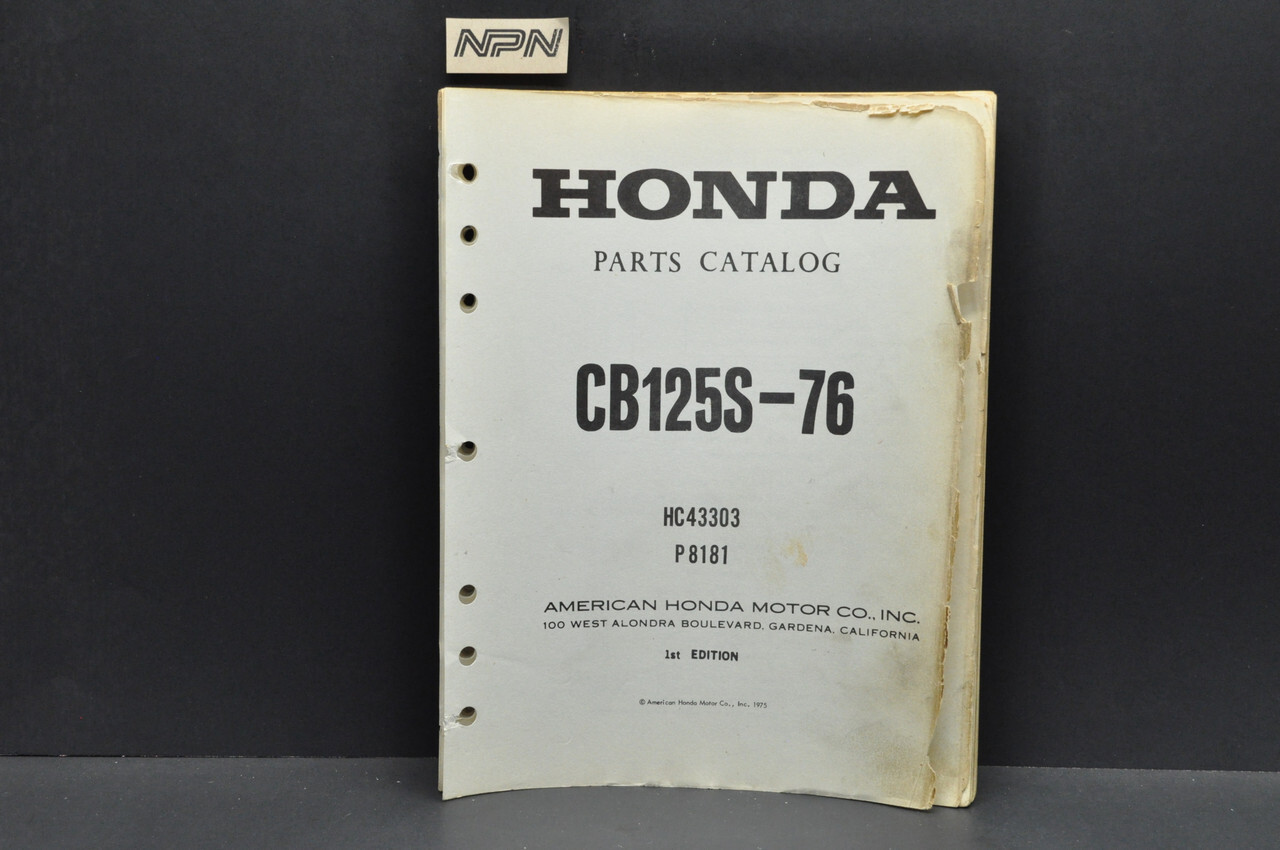 NPN
HONDA
PARTS CATALOG
CB125S-76
HC43303
P8181
AMERICAN HONDA MOTOR CO., INC.
100 WEST ALONDRA BOULEVARD, GARDENA, CALIFORNIA
1st EDITION
© American Honda Motor Co., Inc. 1975